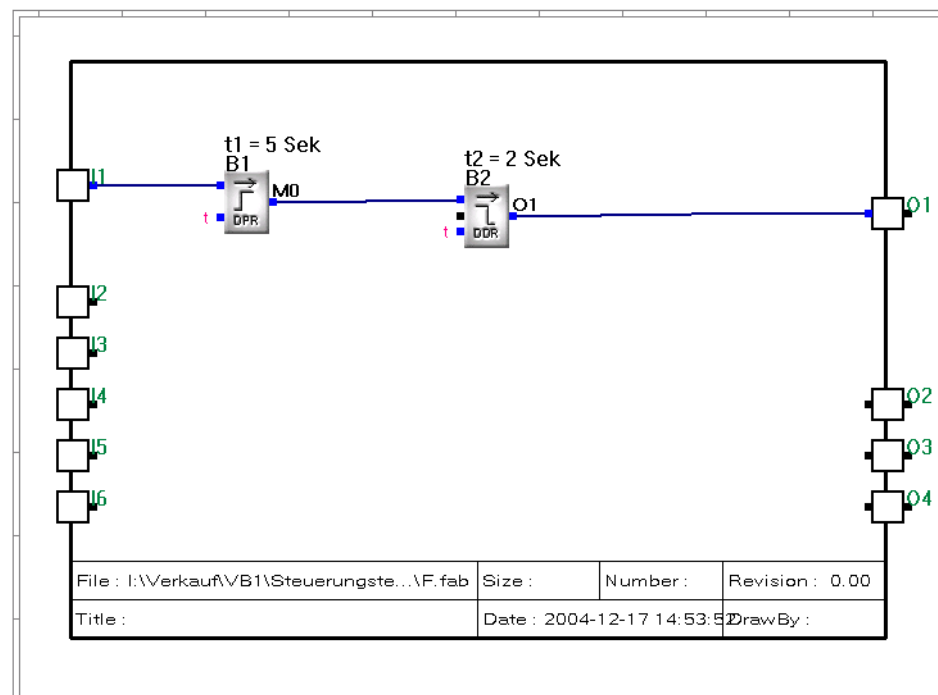 t1 = 5 Sek
B1
t2 = 2 Sek
B2
I1
M0
O1
O1
t
DPR
t
DDR
I2
I3
I4
I5
I6
O2
O3
O4
File : I:\Verkauf\VB1\Steuerungste...\F.fab
Size :
Number :
Revision : 0.00
Title :
Date : 2004-12-17 14:53:52
DrawBy :